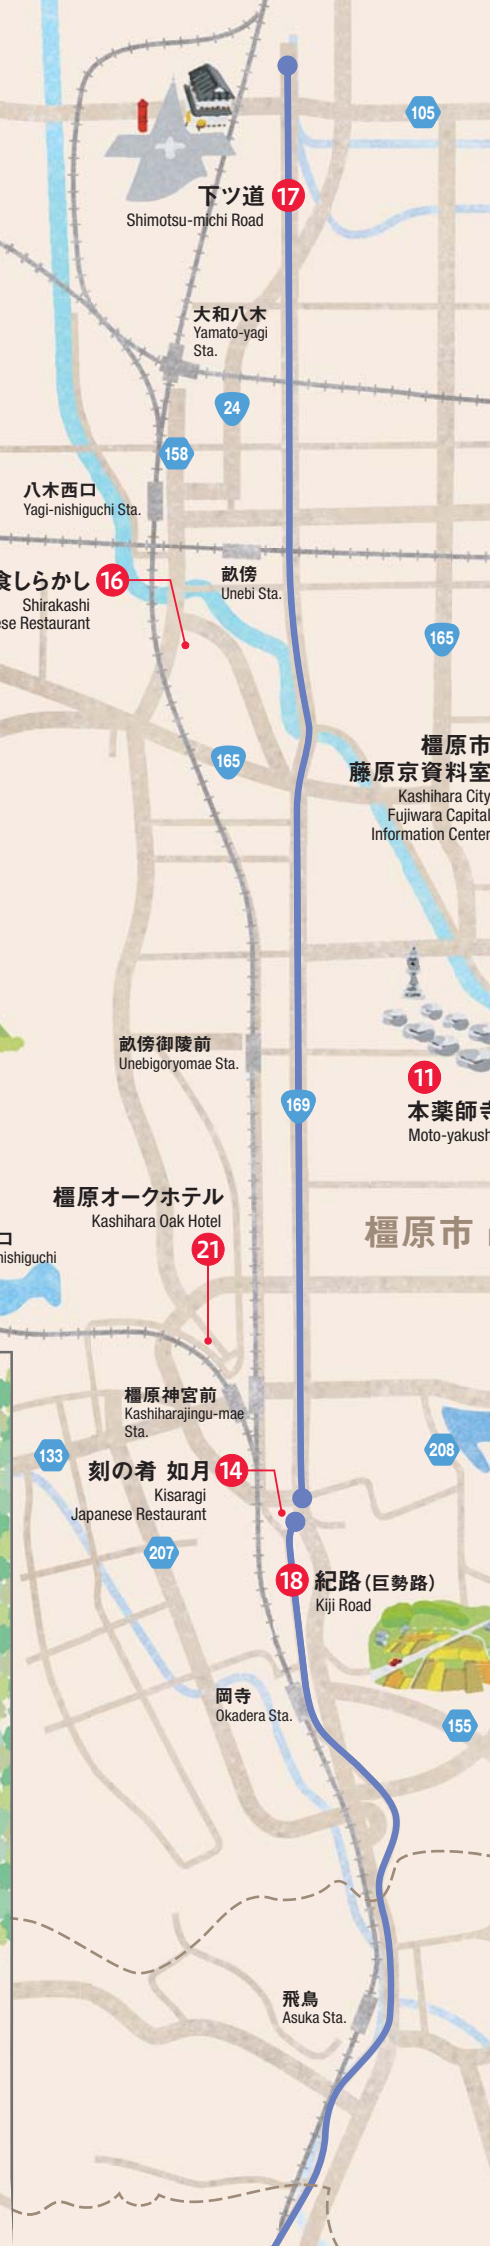 105
下ツ道 17
Shimotsu-michi Road
大和八木
Yamato-yagi
Sta.
24
158
八木西口
Yagi-nishiguchi Sta.
食しらかし 16
Shirakashi
ese Restaurant
畝傍
Unebi Sta.
165
165
橿原市
藤原京資料室
Kashihara City
Fujiwara Capital
Information Center
畝傍御陵前
Unebigoryomae Sta.
169
11
本薬師寺
Moto-yakush
橿原オークホテル
Kashihara Oak Hotel
21
橿原市
口
nishiguchi
橿原神宮前
Kashiharajingu-mae
Sta.
133
208
刻の肴 如月 14
Kisaragi
Japanese Restaurant
207
18 紀路(巨勢路)
Kiji Road
岡寺
Okadera Sta.
155
飛鳥
Asuka Sta.